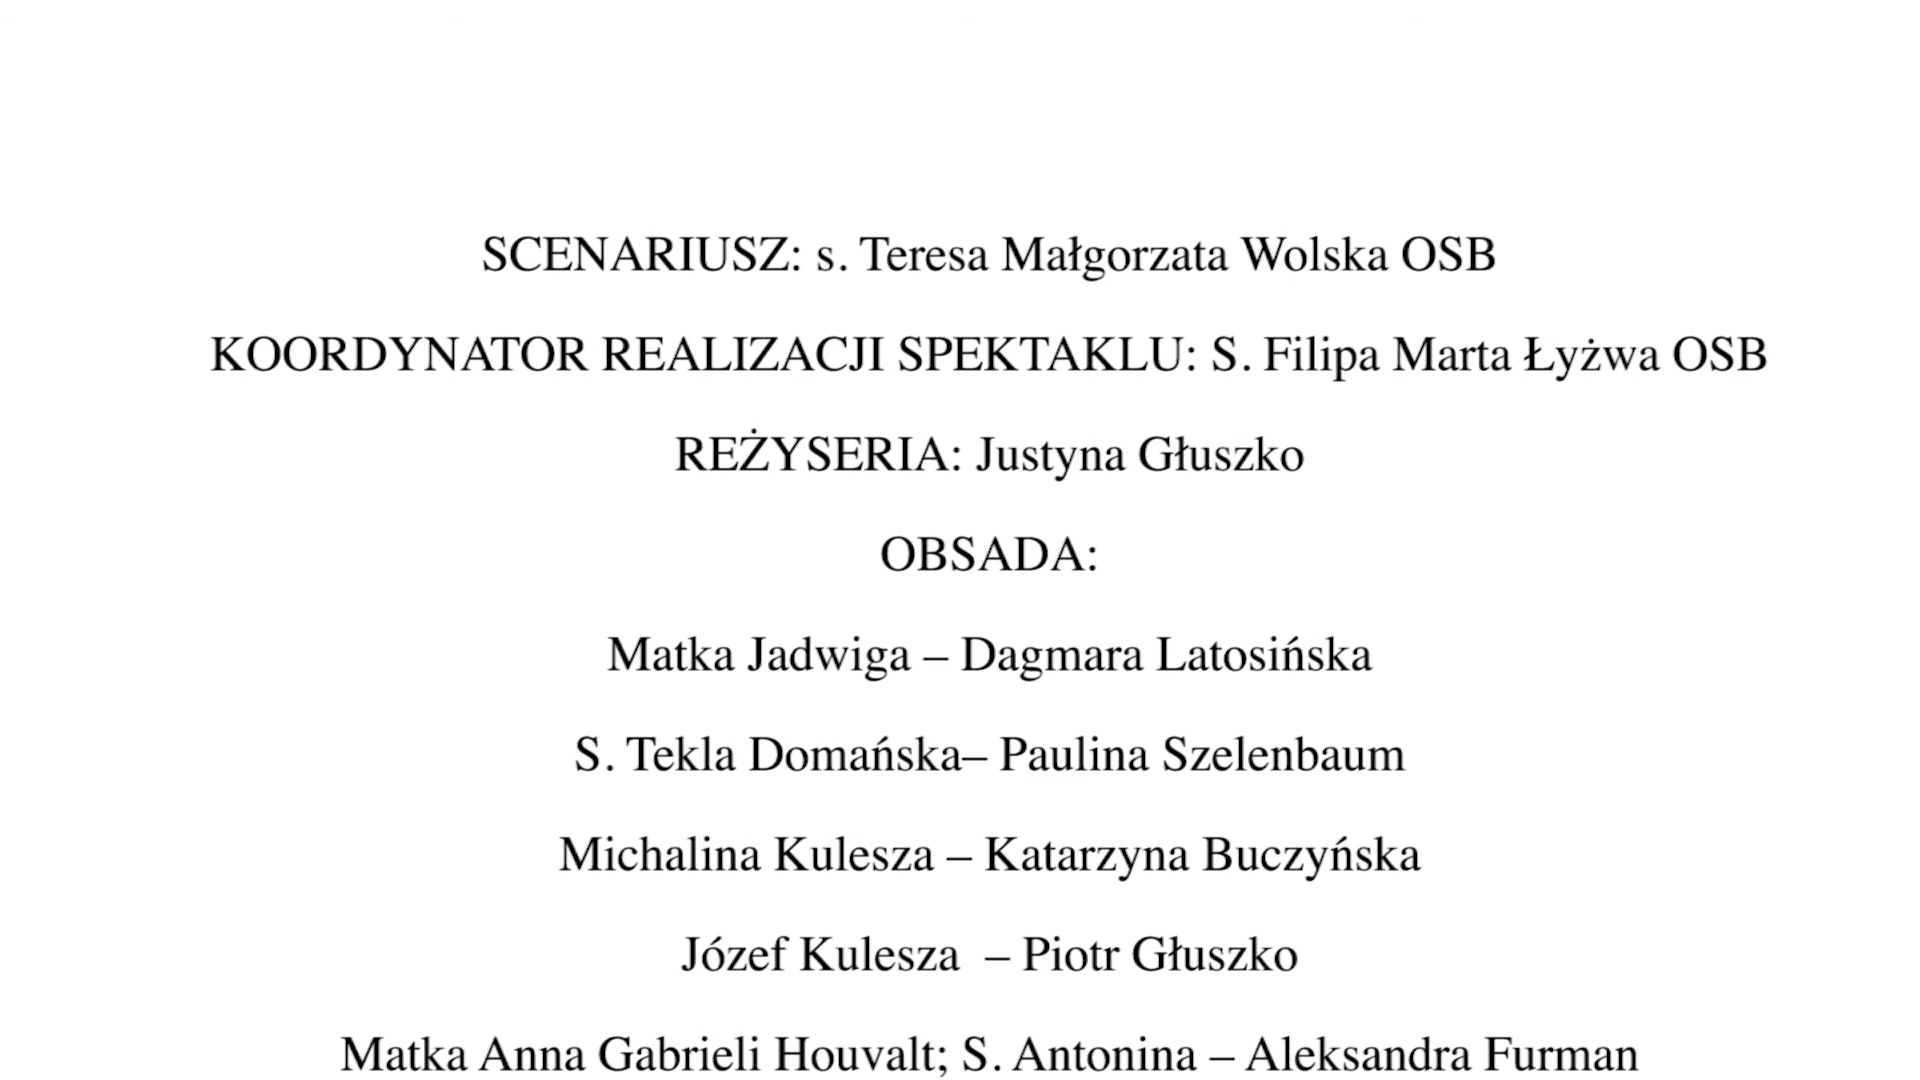 SCENARIUSZ: s. Teresa Małgorzata Wolska OSB
KOORDYNATOR REALIZACJI SPEKTAKLU: S. Filipa Marta Łyżwa OSB
REŻYSERIA: Justyna Głuszko
OBSADA:
Matka Jadwiga – Dagmara Latosińska
S. Tekla Domańska– Paulina Szelenbaum
Michalina Kulesza – Katarzyna Buczyńska
Józef Kulesza  – Piotr Głuszko
Matka Anna Gabrieli Houvalt; S. Antonina – Aleksandra Furman